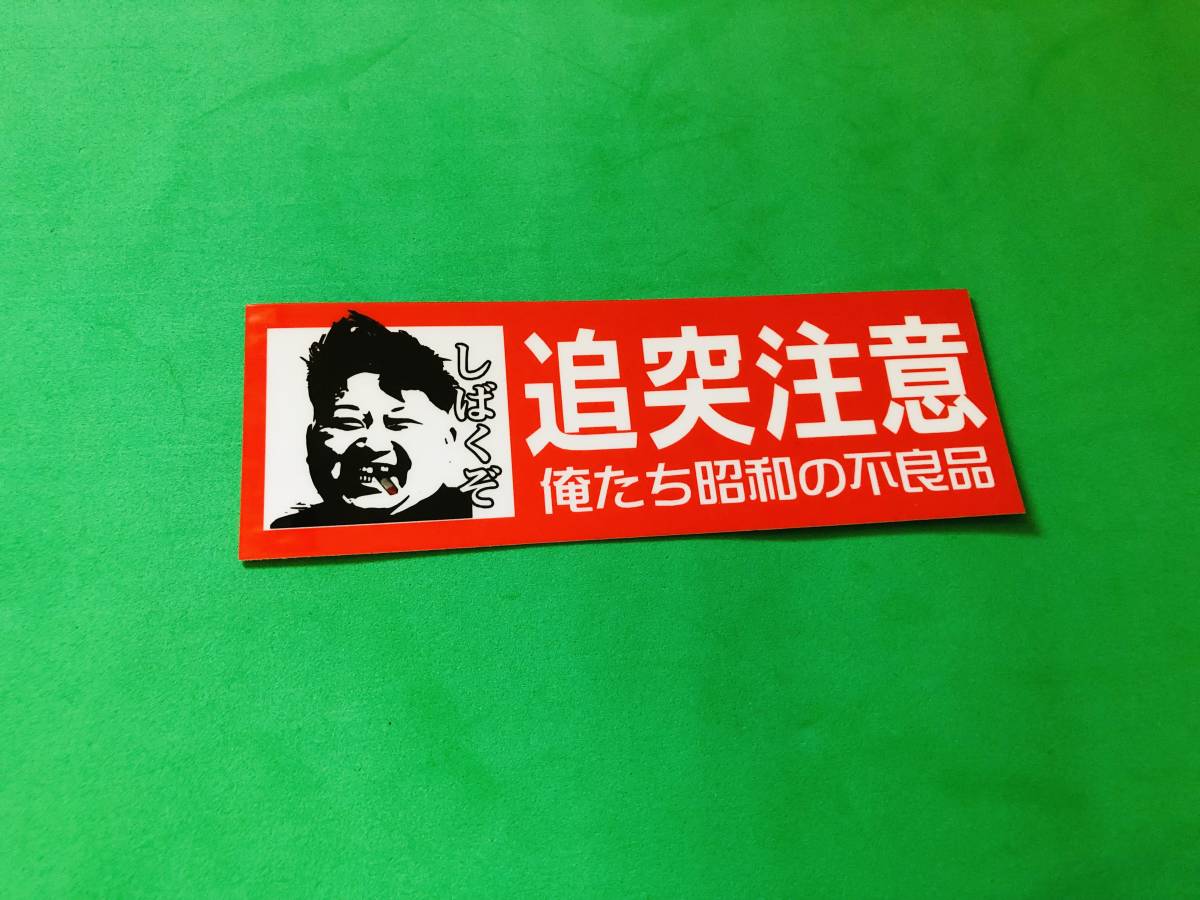 しばくぞ
追突注意
俺たち昭和の不良品